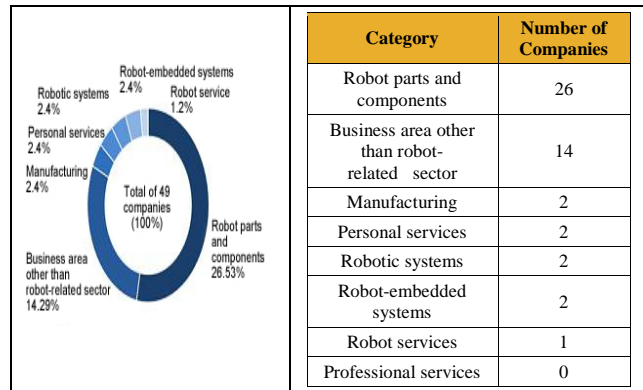 Robot-embedded systems
2.4%
Robot service
1.2%
Robotic systems
2.4%
Personal services
2.4%
Manufacturing
2.4%
Total of 49
companies
(100%)
Robot parts
and
components
26.53%
Business area
other than
robot-related sector
14.29%
Category
Number of
Companies
Robot parts and
components
26
Business area other
than robot-
related sector
14
Manufacturing
2
Personal services
2
Robotic systems
2
Robot-embedded
systems
2
Robot services
1
Professional services
0